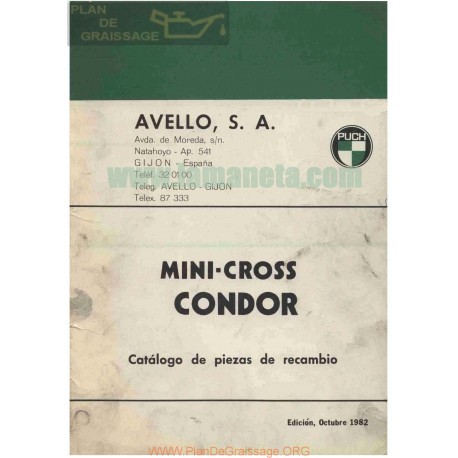 PLAN DE GRAISSAGE
AVELLO, S. A.
Avda. de Moreda, s/n.
Natahoyo - Ap. 541
GIJON - España
Teléf. 32 01 00
Teleg. AVELLO - GIJON
Telex. 87 333
PUCH
MINI-CROSS
CONDOR
Catálogo de piezas de recambio
Edición, Octubre 1982
https://www.PlanDeGraissage.ORG